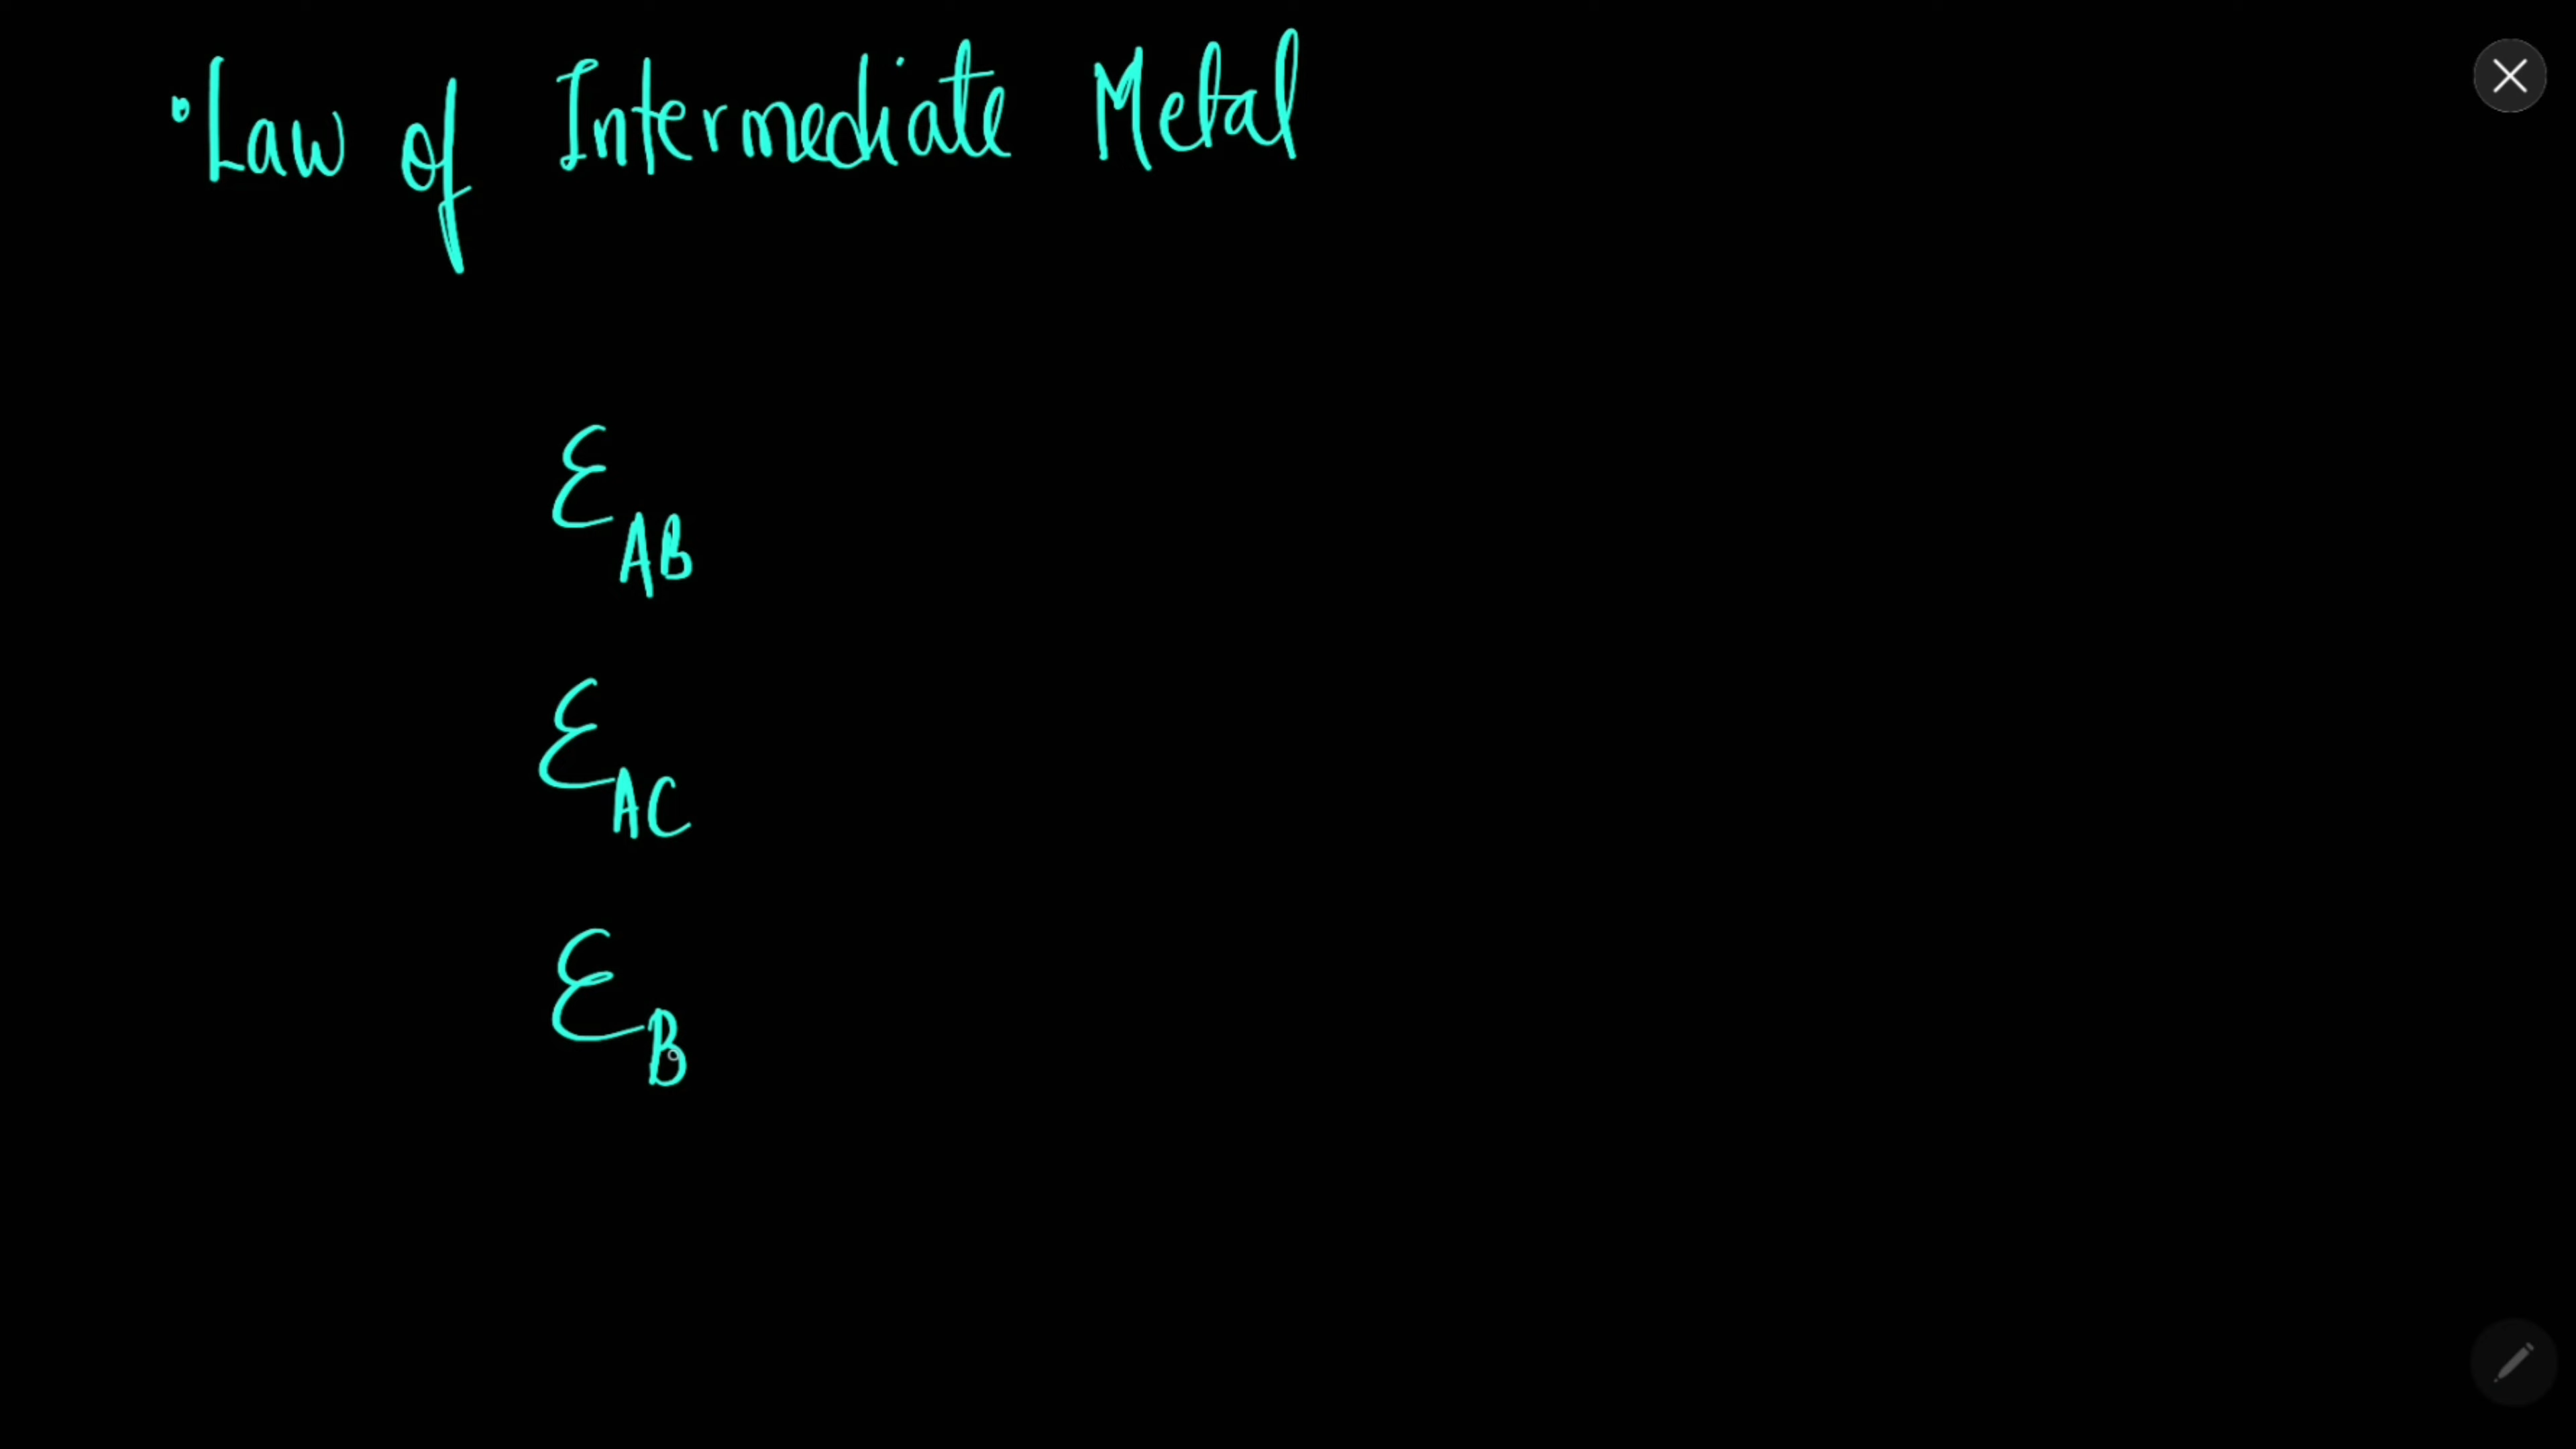 • Law of Intermediate Metal
ε_AB
ε_AC
ε_B